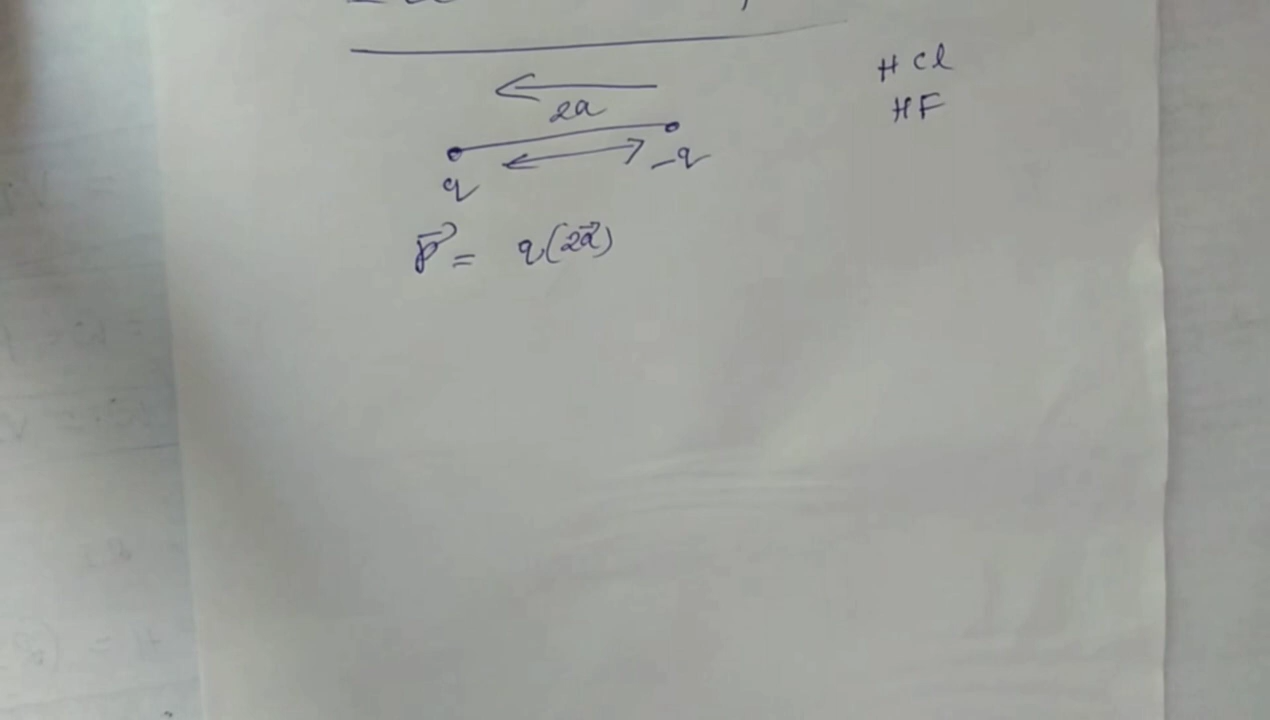 H Cl
HF
2a
q -q
p⃗ = q(2a⃗)